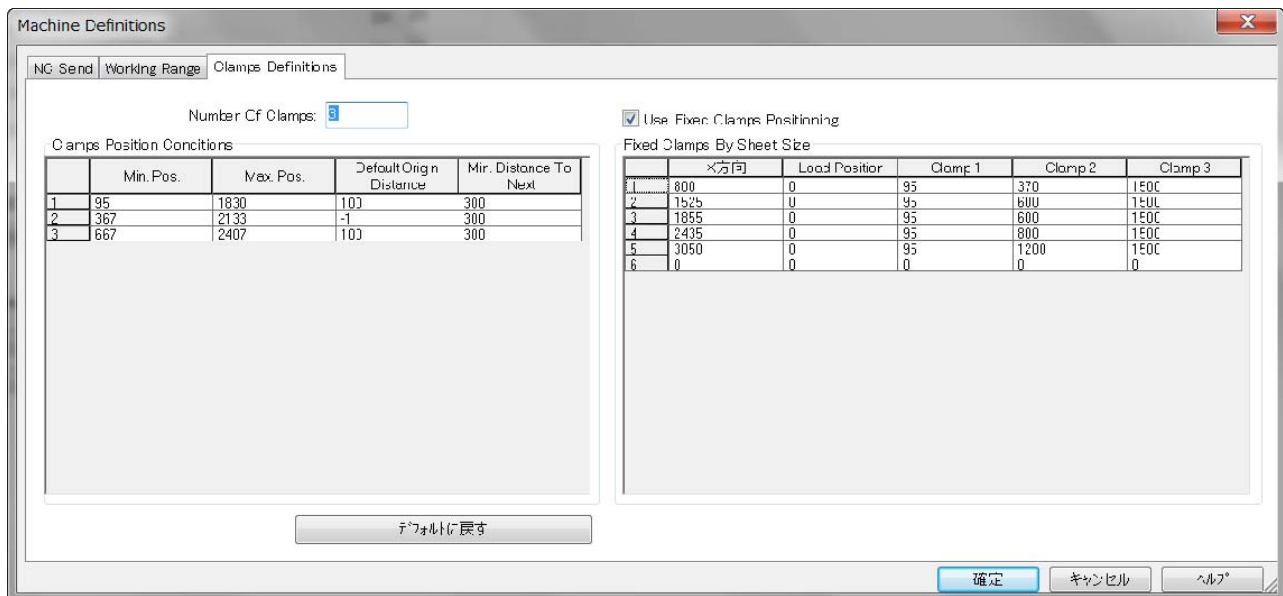 Machine Definitions
NC Send Working Range Clamps Definitions
Number Of Clamps: 3
Use Fixed Clamps Positioning
Clamps Position Conditions
Fixed Clamps By Sheet Size
Min. Pos. Max. Pos. Default Origin Distance Min. Distance To Next
1 95 1830 100 300
2 367 2133 -1 300
3 667 2407 100 300
X方向 Load Position Clamp 1 Clamp 2 Clamp 3
1 800 0 95 370 1500
2 1525 0 95 600 1500
3 1855 0 95 600 1500
4 2435 0 95 800 1500
5 3050 0 95 1200 1500
6 0 0 0 0 0
デフォルトに戻す
確定 キャンセル ヘルプ